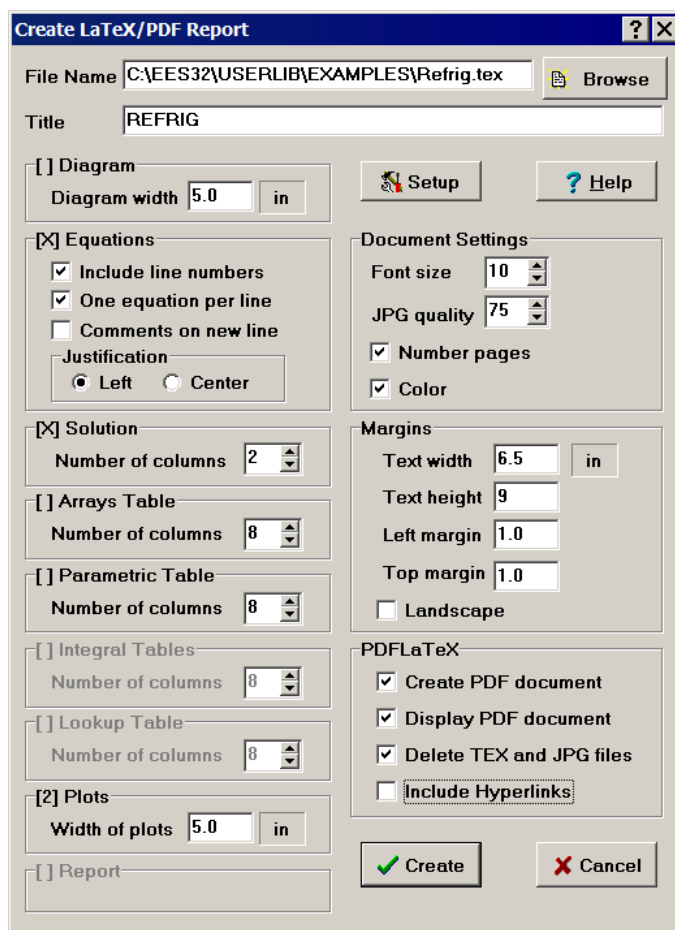 Create LaTeX/PDF Report
File Name C:\EES32\USERLIB\EXAMPLES\Refrig.tex Browse
Title REFRIG
[ ] Diagram
Diagram width 5.0 in
Setup
? Help
[X] Equations
Include line numbers
One equation per line
Comments on new line
Justification
Left Center
Document Settings
Font size 10
JPG quality 75
Number pages
Color
[X] Solution
Number of columns 2
[ ] Arrays Table
Number of columns 8
[ ] Parametric Table
Number of columns 8
[ ] Integral Tables
Number of columns 8
[ ] Lookup Table
Number of columns 8
[2] Plots
Width of plots 5.0 in
[ ] Report
Margins
Text width 6.5 in
Text height 9
Left margin 1.0
Top margin 1.0
Landscape
PDFLaTeX
Create PDF document
Display PDF document
Delete TEX and JPG files
Include Hyperlinks
Create
Cancel